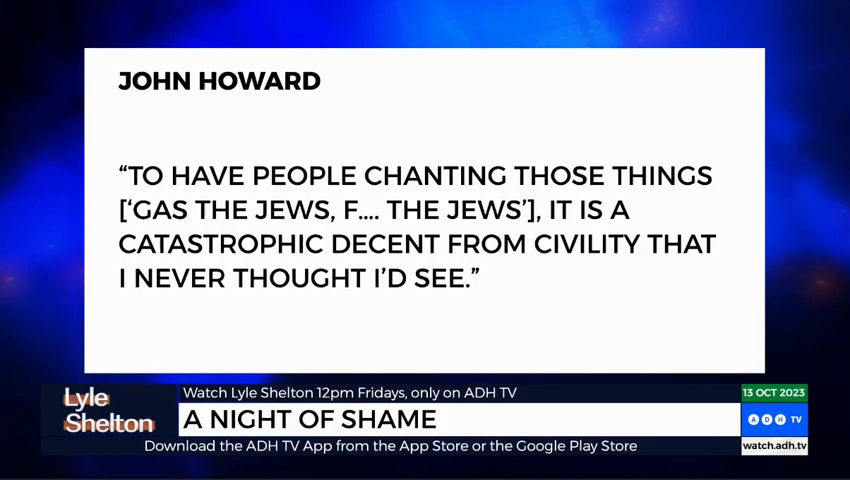 JOHN HOWARD
“TO HAVE PEOPLE CHANTING THOSE THINGS
[‘GAS THE JEWS, F.... THE JEWS’], IT IS A
CATASTROPHIC DECENT FROM CIVILITY THAT
I NEVER THOUGHT I’D SEE.”
Lyle
Shelton
Watch Lyle Shelton 12pm Fridays, only on ADH TV
A NIGHT OF SHAME
Download the ADH TV App from the App Store or the Google Play Store
13 OCT 2023
ADH TV
watch.adh.tv